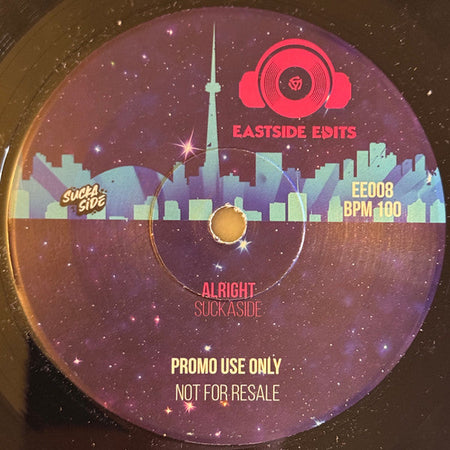 EASTSIDE EDITS
SUCKA
SIDE
EE008
BPM 100
ALRIGHT
SUCKASIDE
PROMO USE ONLY
NOT FOR RESALE